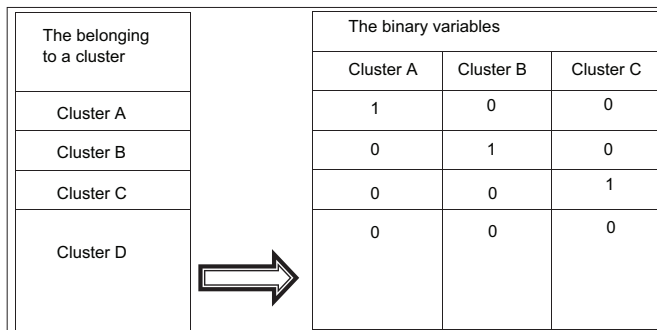 The belonging
to a cluster
Cluster A
Cluster B
Cluster C
Cluster D
The binary variables
Cluster A Cluster B Cluster C
1 0 0
0 1 0
0 0 1
0 0 0